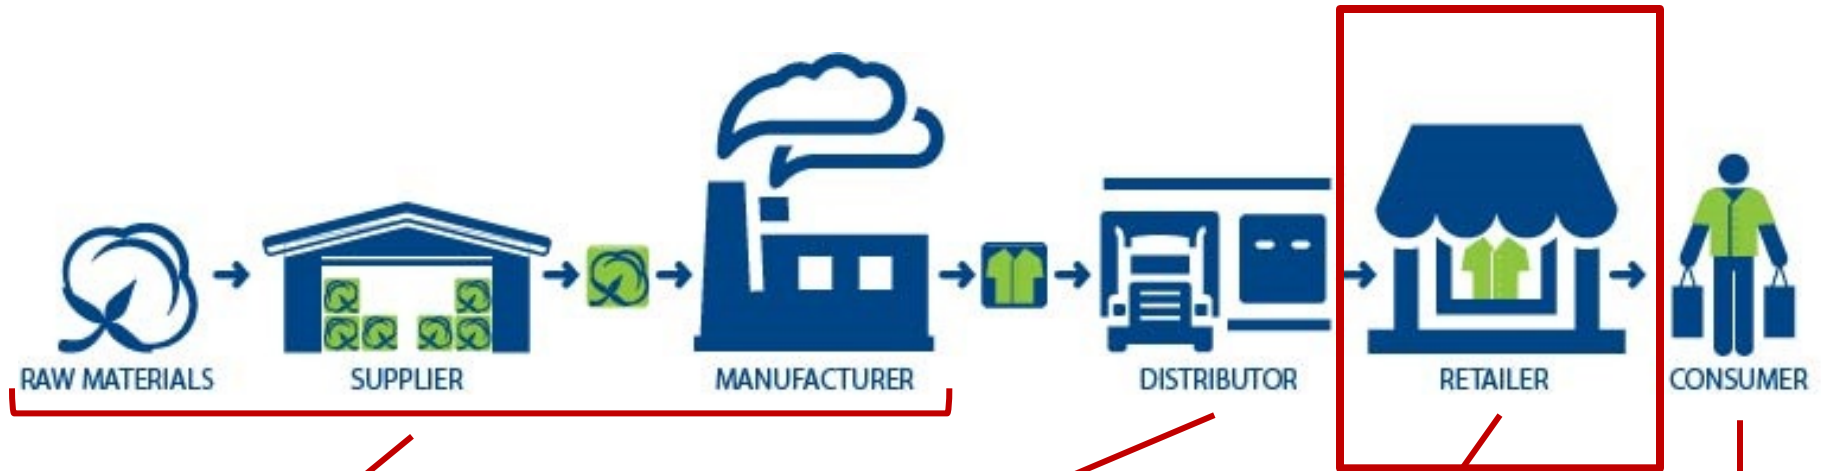 RAW MATERIALS
SUPPLIER
MANUFACTURER
DISTRIBUTOR
RETAILER
CONSUMER